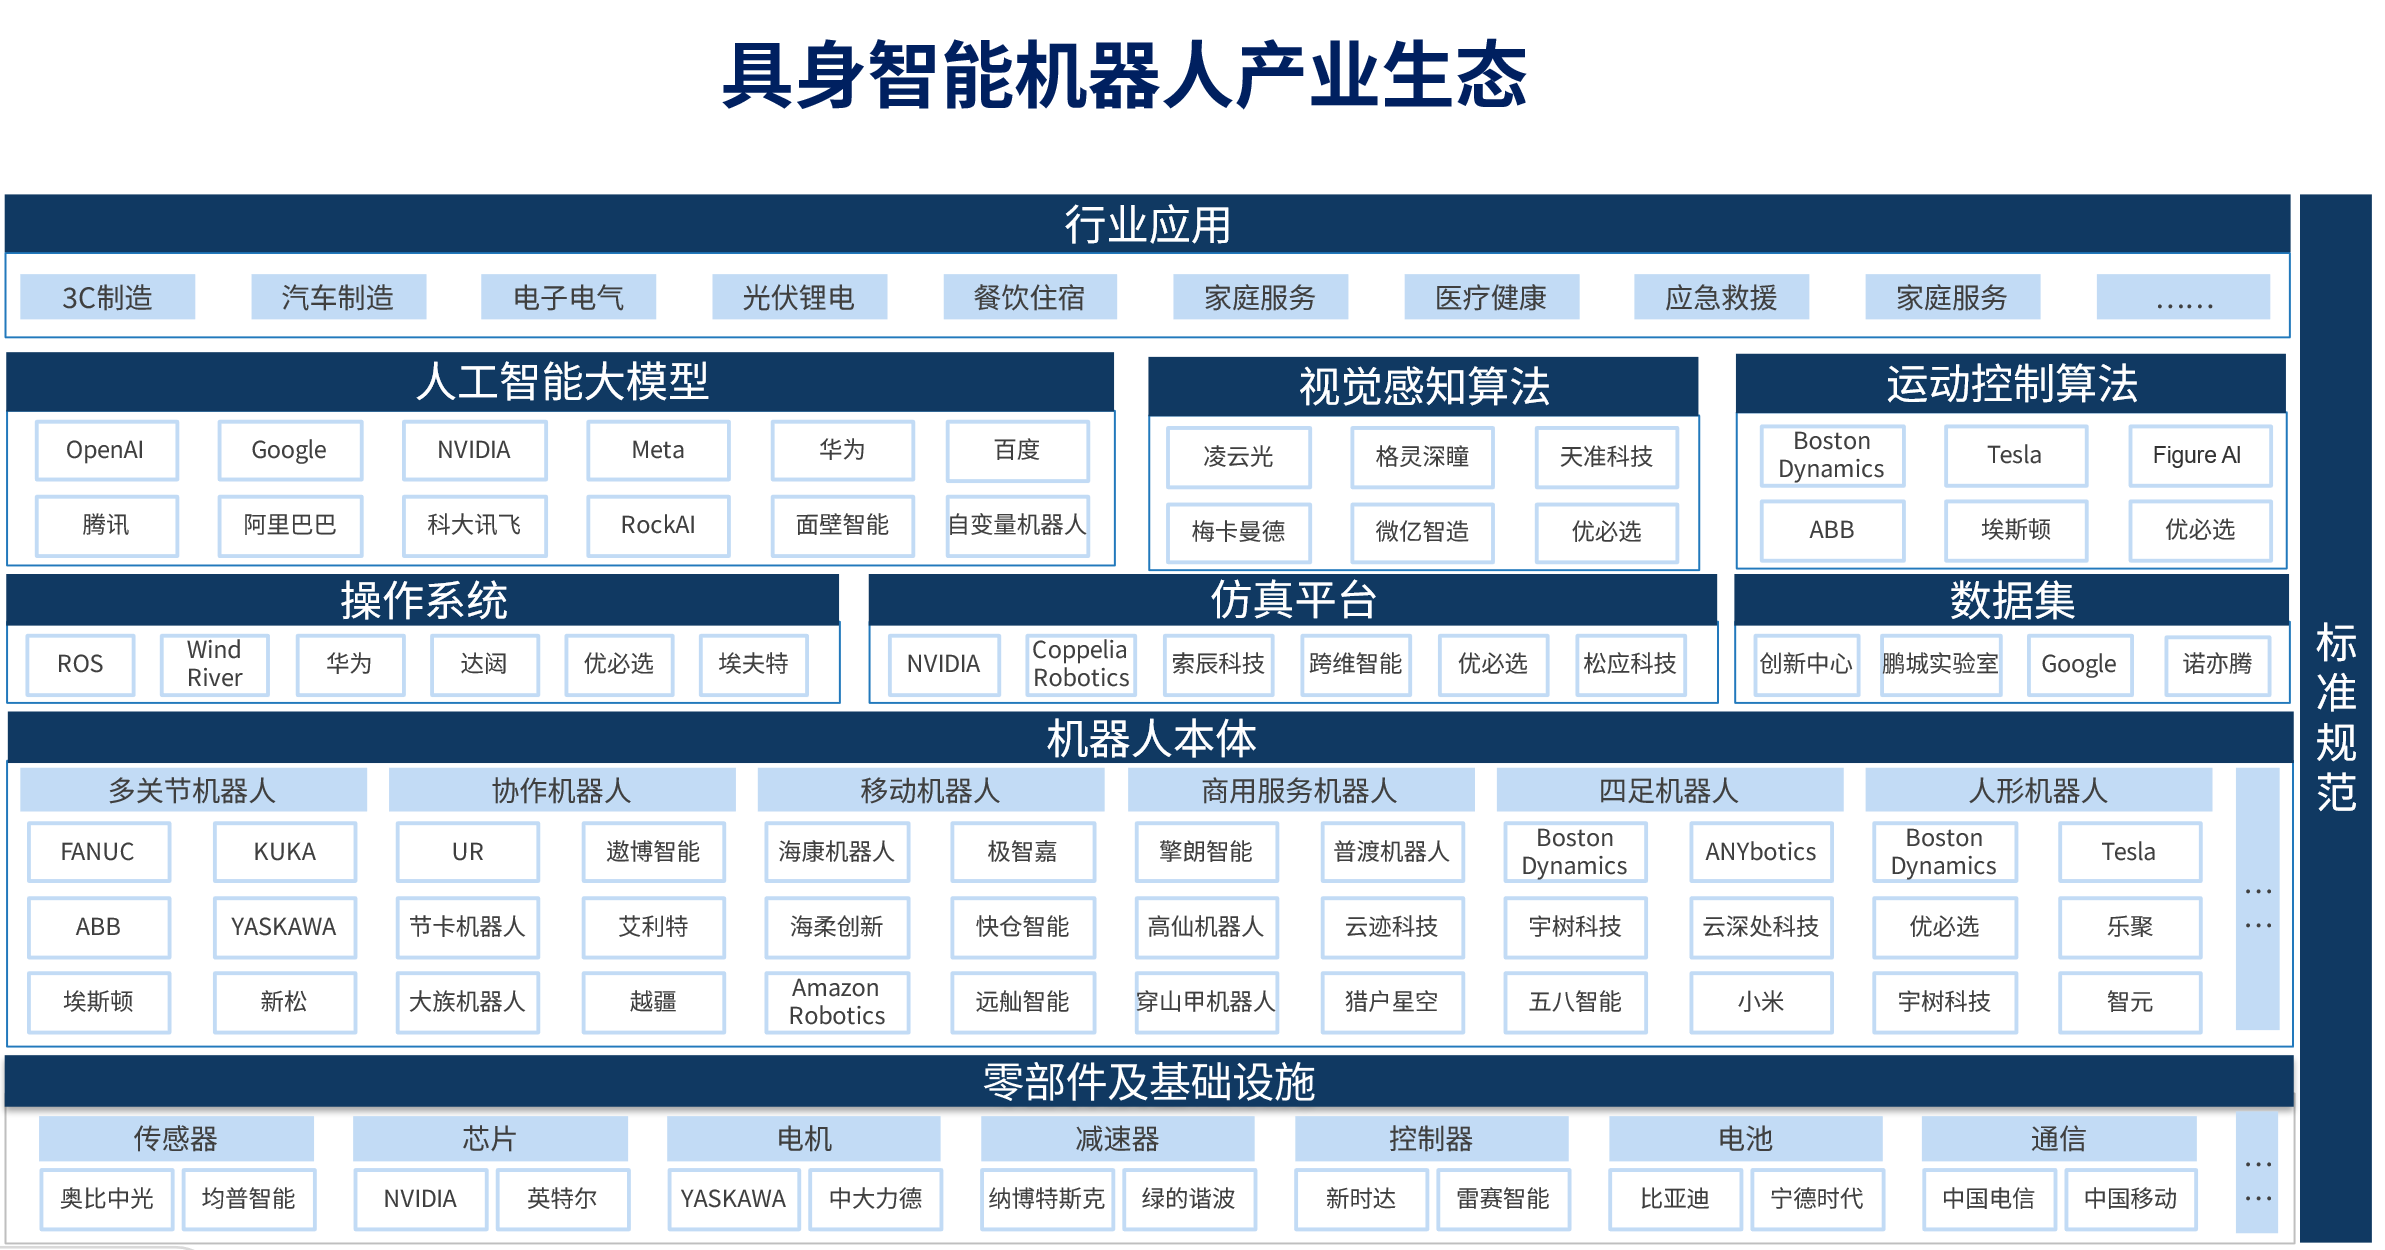 具身智能机器人产业生态
行业应用
3C制造
汽车制造
电子电气
光伏锂电
餐饮住宿
家庭服务
医疗健康
应急救援
家庭服务
……
人工智能大模型
OpenAI
Google
NVIDIA
Meta
华为
百度
腾讯
阿里巴巴
科大讯飞
RockAI
面壁智能
自变量机器人
视觉感知算法
凌云光
格灵深瞳
天准科技
梅卡曼德
微亿智造
优必选
运动控制算法
Boston
Dynamics
Tesla
Figure AI
ABB
埃斯顿
优必选
操作系统
ROS
Wind
River
华为
达闼
优必选
埃夫特
仿真平台
NVIDIA
Coppelia
Robotics
索辰科技
跨维智能
优必选
松应科技
数据集
创新中心
鹏城实验室
Google
诺亦腾
机器人本体
多关节机器人
FANUC
KUKA
ABB
YASKAWA
埃斯顿
新松
协作机器人
UR
遨博智能
节卡机器人
艾利特
大族机器人
越疆
移动机器人
海康机器人
极智嘉
海柔创新
快仓智能
Amazon
Robotics
远舢智能
商用服务机器人
擎朗智能
普渡机器人
高仙机器人
云迹科技
穿山甲机器人
猎户星空
四足机器人
Boston
Dynamics
ANYbotics
宇树科技
云深处科技
五八智能
小米
人形机器人
Boston
Dynamics
Tesla
优必选
乐聚
宇树科技
智元
…
…
零部件及基础设施
传感器
奥比中光
均普智能
芯片
NVIDIA
英特尔
电机
YASKAWA
中大力德
减速器
纳博特斯克
绿的谐波
控制器
新时达
雷赛智能
电池
比亚迪
宁德时代
通信
中国电信
中国移动
…
…
标
准
规
范